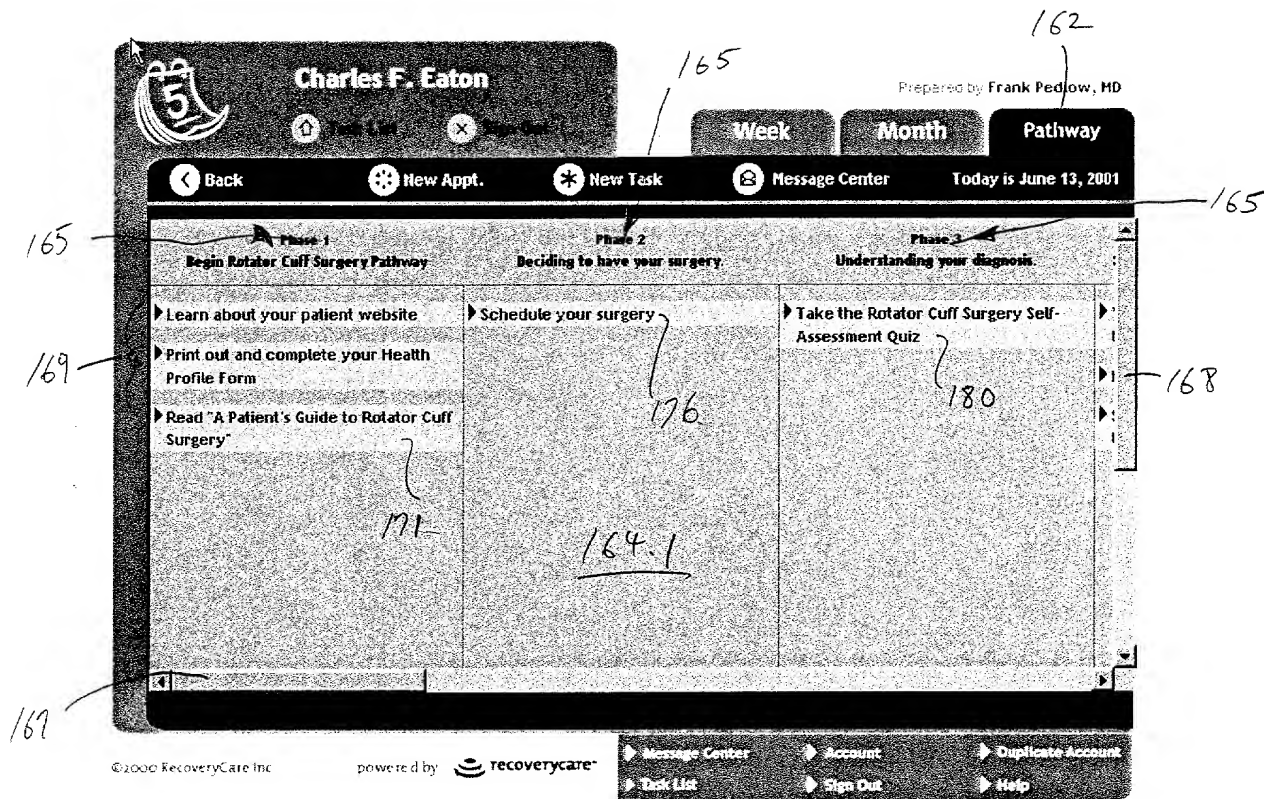 162
165
Charles F. Eaton
Prepared by Frank Pedlow, MD
Task List Sign Out
Week Month Pathway
Back New Appt. New Task Message Center Today is June 13, 2001
165
165
Phase 1 Phase 2 Phase 3
Begin Rotator Cuff Surgery Pathway Deciding to have your surgery. Understanding your diagnosis.
Learn about your patient website Schedule your surgery Take the Rotator Cuff Surgery Self-
Assessment Quiz
169
Print out and complete your Health
Profile Form
168
176
180
Read "A Patient's Guide to Rotator Cuff
Surgery"
164.1
167
©2000 RecoveryCare Inc powered by recoverycare
Message Center Account Duplicate Account
Task List Sign Out Help